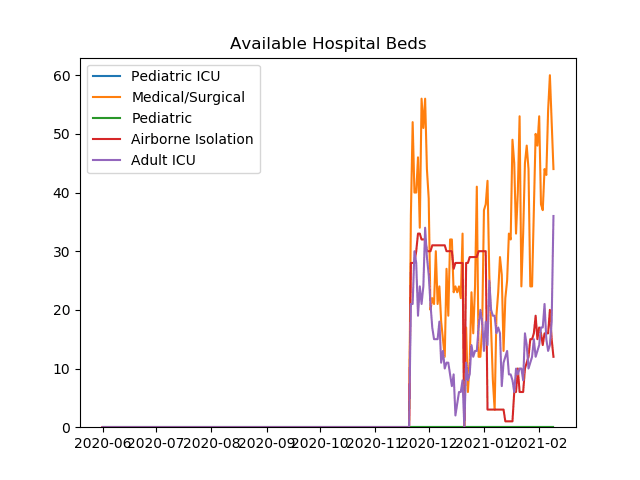 Available Hospital Beds
Pediatric ICU
Medical/Surgical
Pediatric
Airborne Isolation
Adult ICU
60
50
40
30
20
10
0
2020-06 2020-07 2020-08 2020-09 2020-10 2020-11 2020-12 2021-01 2021-02